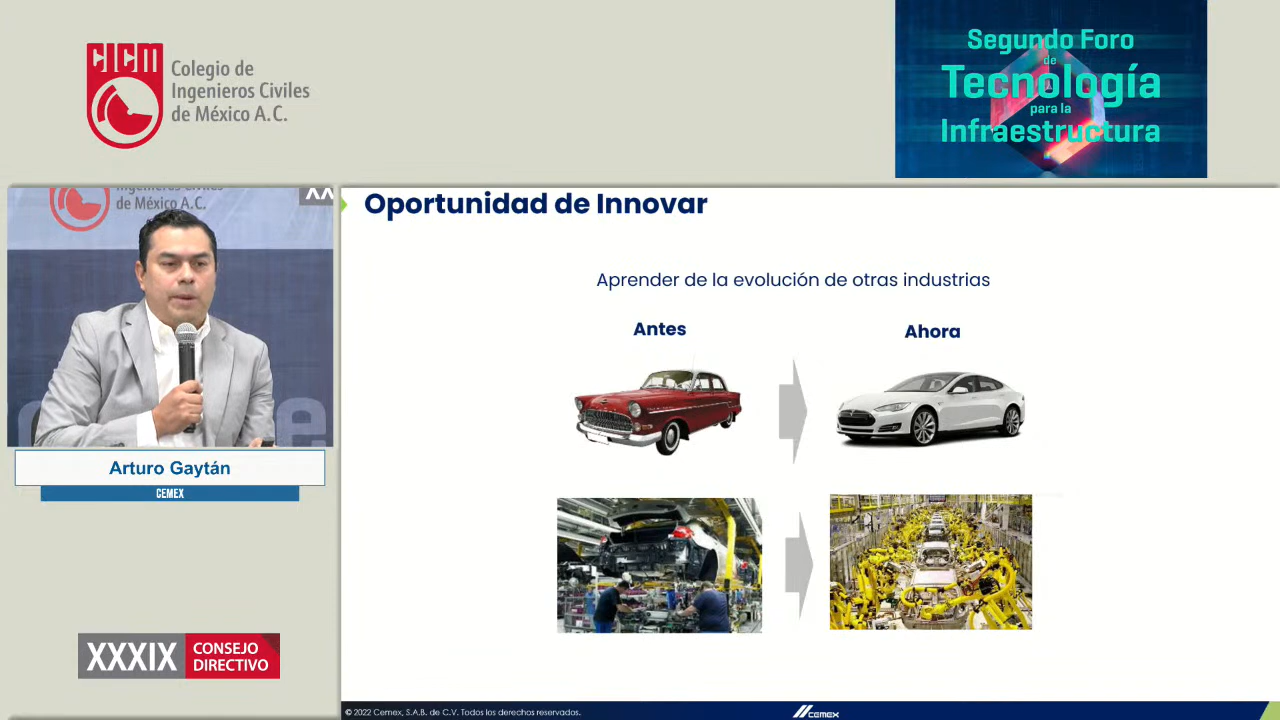 CICM
Colegio de
Ingenieros Civiles
de México A.C.
Segundo Foro
de
Tecnología
para la
Infraestructura
Ingenieros Civiles
de México A.C.
Oportunidad de Innovar
Aprender de la evolución de otras industrias
Antes
Ahora
Arturo Gaytán
CEMEX
XXXIX
CONSEJO
DIRECTIVO
© 2022 Cemex, S.A.B. de C.V. Todos los derechos reservados.
CEMEX